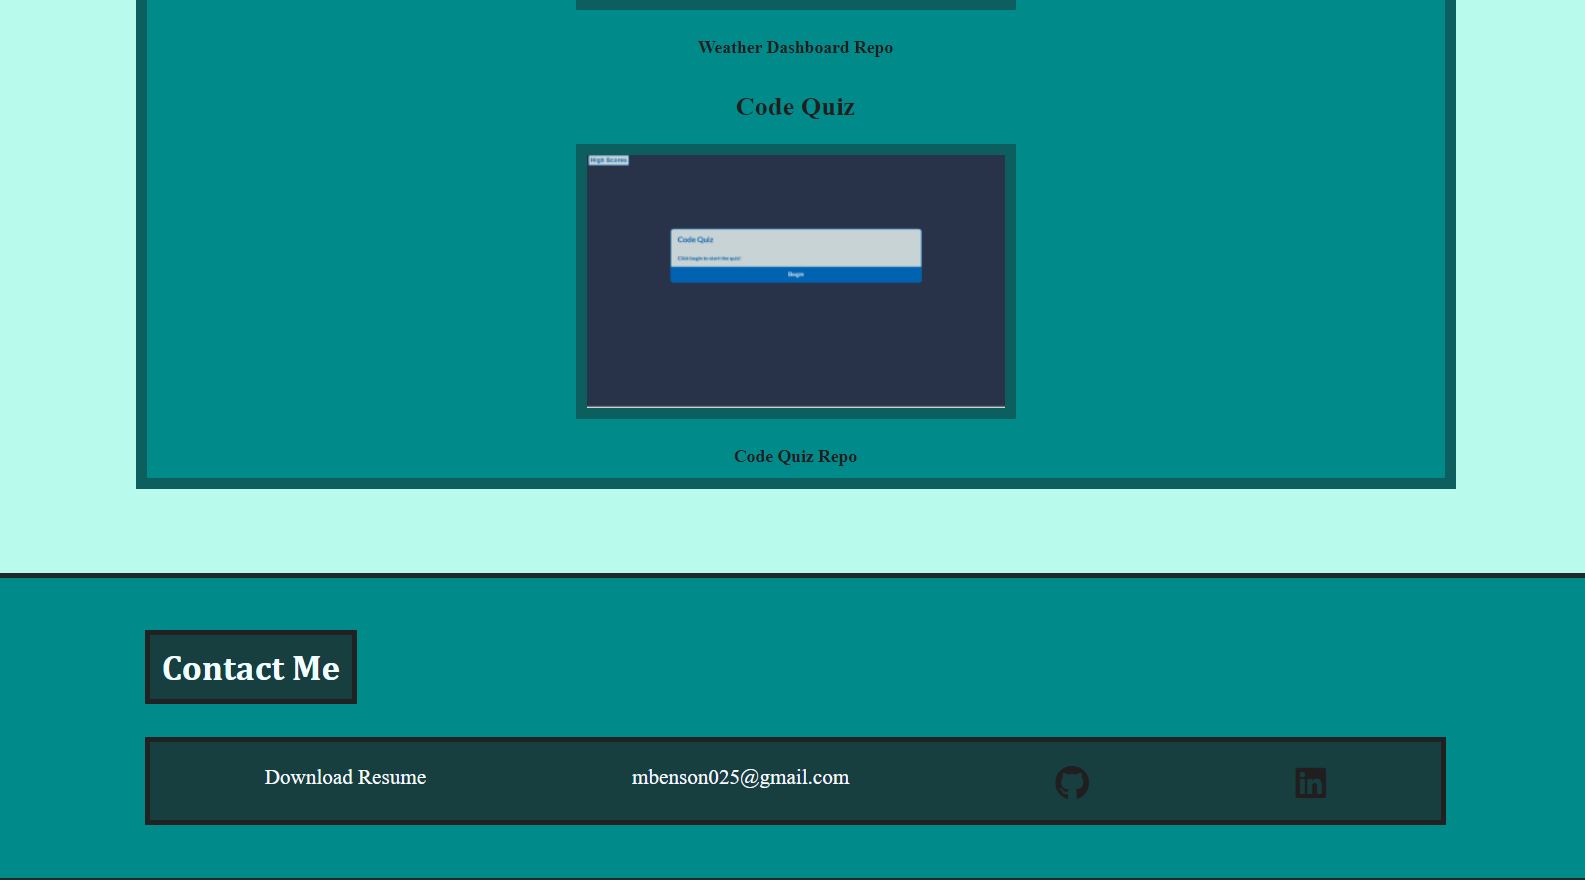 Weather Dashboard Repo
Code Quiz
High Scores
Code Quiz
Click begin to start the quiz!
Begin
Code Quiz Repo
Contact Me
Download Resume
mbenson025@gmail.com
in